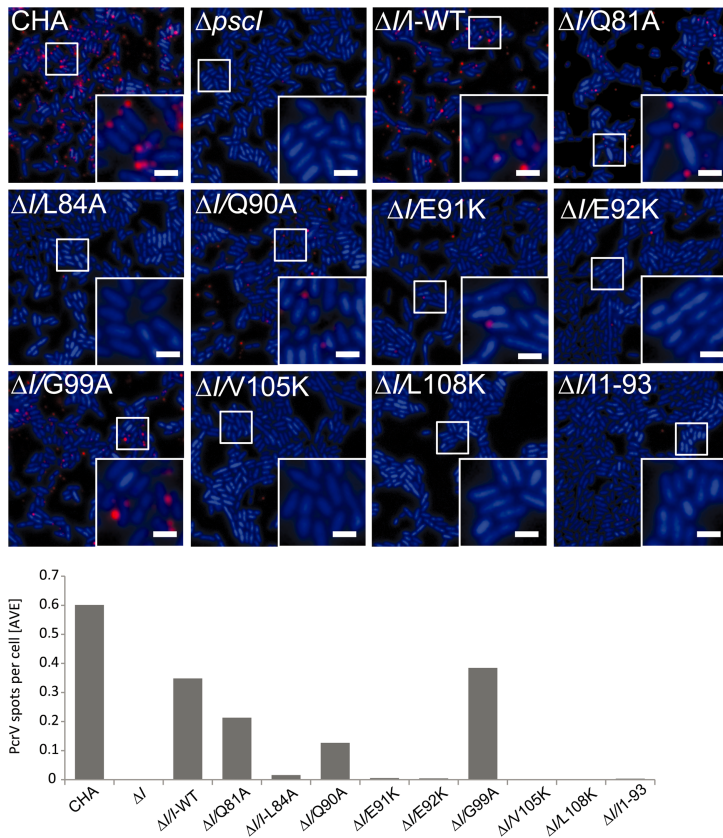 CHA
ΔpscI
ΔI/I-WT
ΔI/Q81A
ΔI/L84A
ΔI/Q90A
ΔI/E91K
ΔI/E92K
ΔI/G99A
ΔI/V105K
ΔI/L108K
ΔI/I1-93
PcrV spots per cell [AVE]
0.7
0.6
0.5
0.4
0.3
0.2
0.1
0
CHA
ΔI
ΔI/I-WT
ΔI/Q81A
ΔI/I-L84A
ΔI/Q90A
ΔI/E91K
ΔI/E92K
ΔI/G99A
ΔI/V105K
ΔI/L108K
ΔI/I1-93